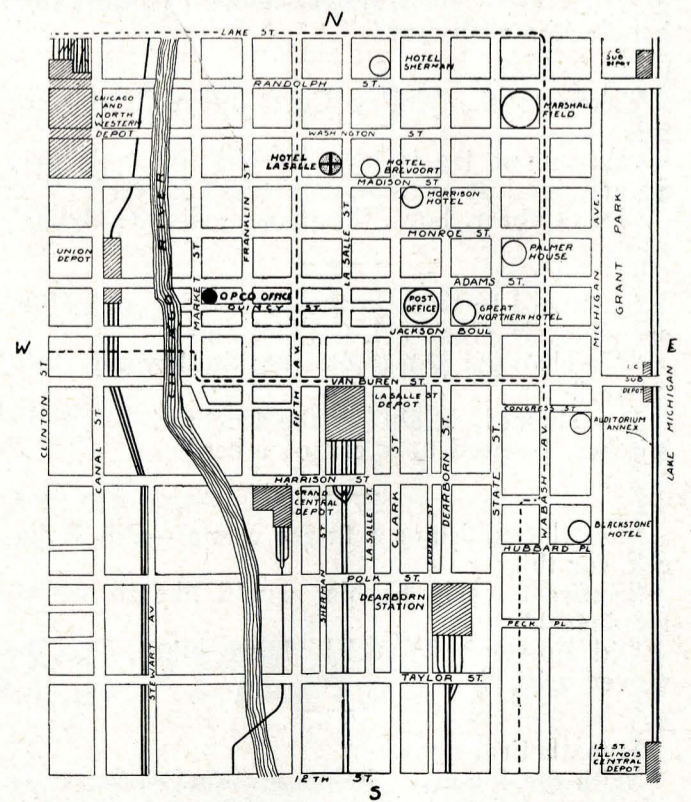 N
LAKE ST.
HOTEL
SHERMAN
I.C
SUB
DEPOT
RANDOLPH ST.
CHICAGO
AND
NORTH
WESTERN
DEPOT
MARSHALL
FIELD
WASHINGTON ST
HOTEL
LASALLE
HOTEL
BREVOORT
MADISON ST
MORRISON
HOTEL
RIVER
FRANKLIN ST
LA SALLE ST
MICHIGAN AVE.
GRANT PARK
MONROE ST.
UNION
DEPOT
MARKET ST
PALMER
HOUSE
ADAMS ST.
OPCO OFFICE
QUINCY ST.
POST
OFFICE
GREAT
NORTHERN HOTEL
CHICAGO
JACKSON BOUL
W
E
FIFTH AV.
VAN BUREN ST.
I.C
SUB
DEPOT
LAKE MICHIGAN
CLINTON ST
CANAL ST
LASALLE ST
DEPOT
CONGRESS ST
AUDITORIUM
ANNEX
CLARK ST
DEARBORN ST.
STATE ST.
WABASH AV.
HARRISON ST
GRAND
CENTRAL
DEPOT
LASALLE ST
FEDERAL ST
SHERMAN ST
BLACKSTONE
HOTEL
HUBBARD PL
POLK ST.
DEARBORN
STATION
PECK PL
STEWART AV
TAYLOR ST.
12 ST
ILLINOIS
CENTRAL
DEPOT
12TH ST.
S